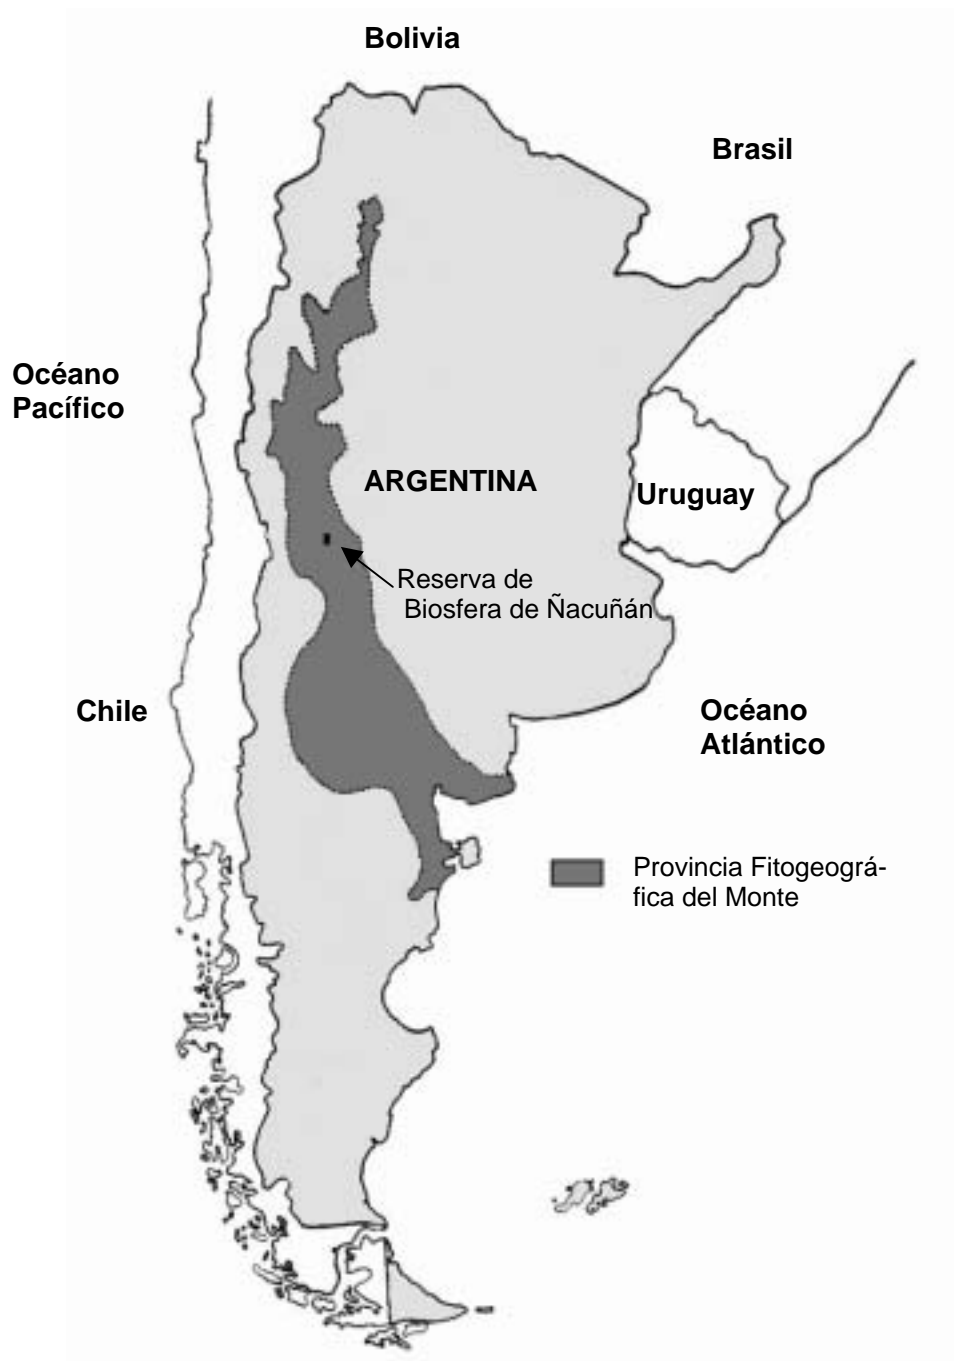 Bolivia
Brasil
Océano
Pacífico
ARGENTINA
Uruguay
Reserva de
Biosfera de Ñacuñán
Chile
Océano
Atlántico
Provincia Fitogeográ-
fica del Monte